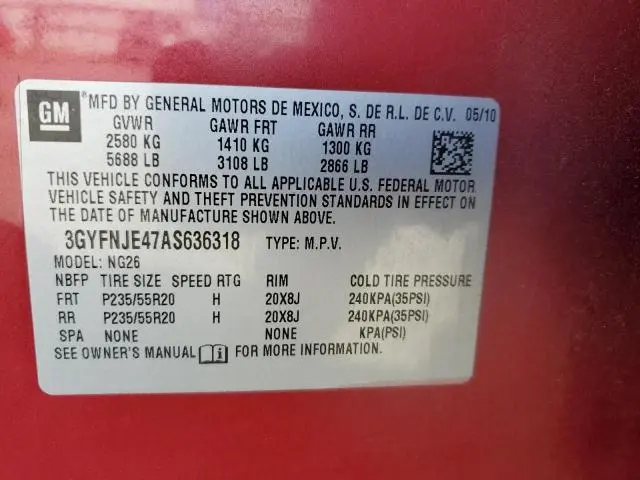 GM ®MFD BY GENERAL MOTORS DE MEXICO, S. DE R.L. DE C.V. 05/10
GVWR GAWR FRT GAWR RR
2580 KG 1410 KG 1300 KG
5688 LB 3108 LB 2866 LB
THIS VEHICLE CONFORMS TO ALL APPLICABLE U.S. FEDERAL MOTOR
VEHICLE SAFETY AND THEFT PREVENTION STANDARDS IN EFFECT ON
THE DATE OF MANUFACTURE SHOWN ABOVE.
3GYFNJE47AS636318 TYPE: M.P.V.
MODEL: NG26
NBFP TIRE SIZE SPEED RTG RIM COLD TIRE PRESSURE
FRT P235/55R20 H 20X8J 240KPA(35PSI)
RR P235/55R20 H 20X8J 240KPA(35PSI)
SPA NONE NONE KPA(PSI)
SEE OWNER'S MANUAL FOR MORE INFORMATION.